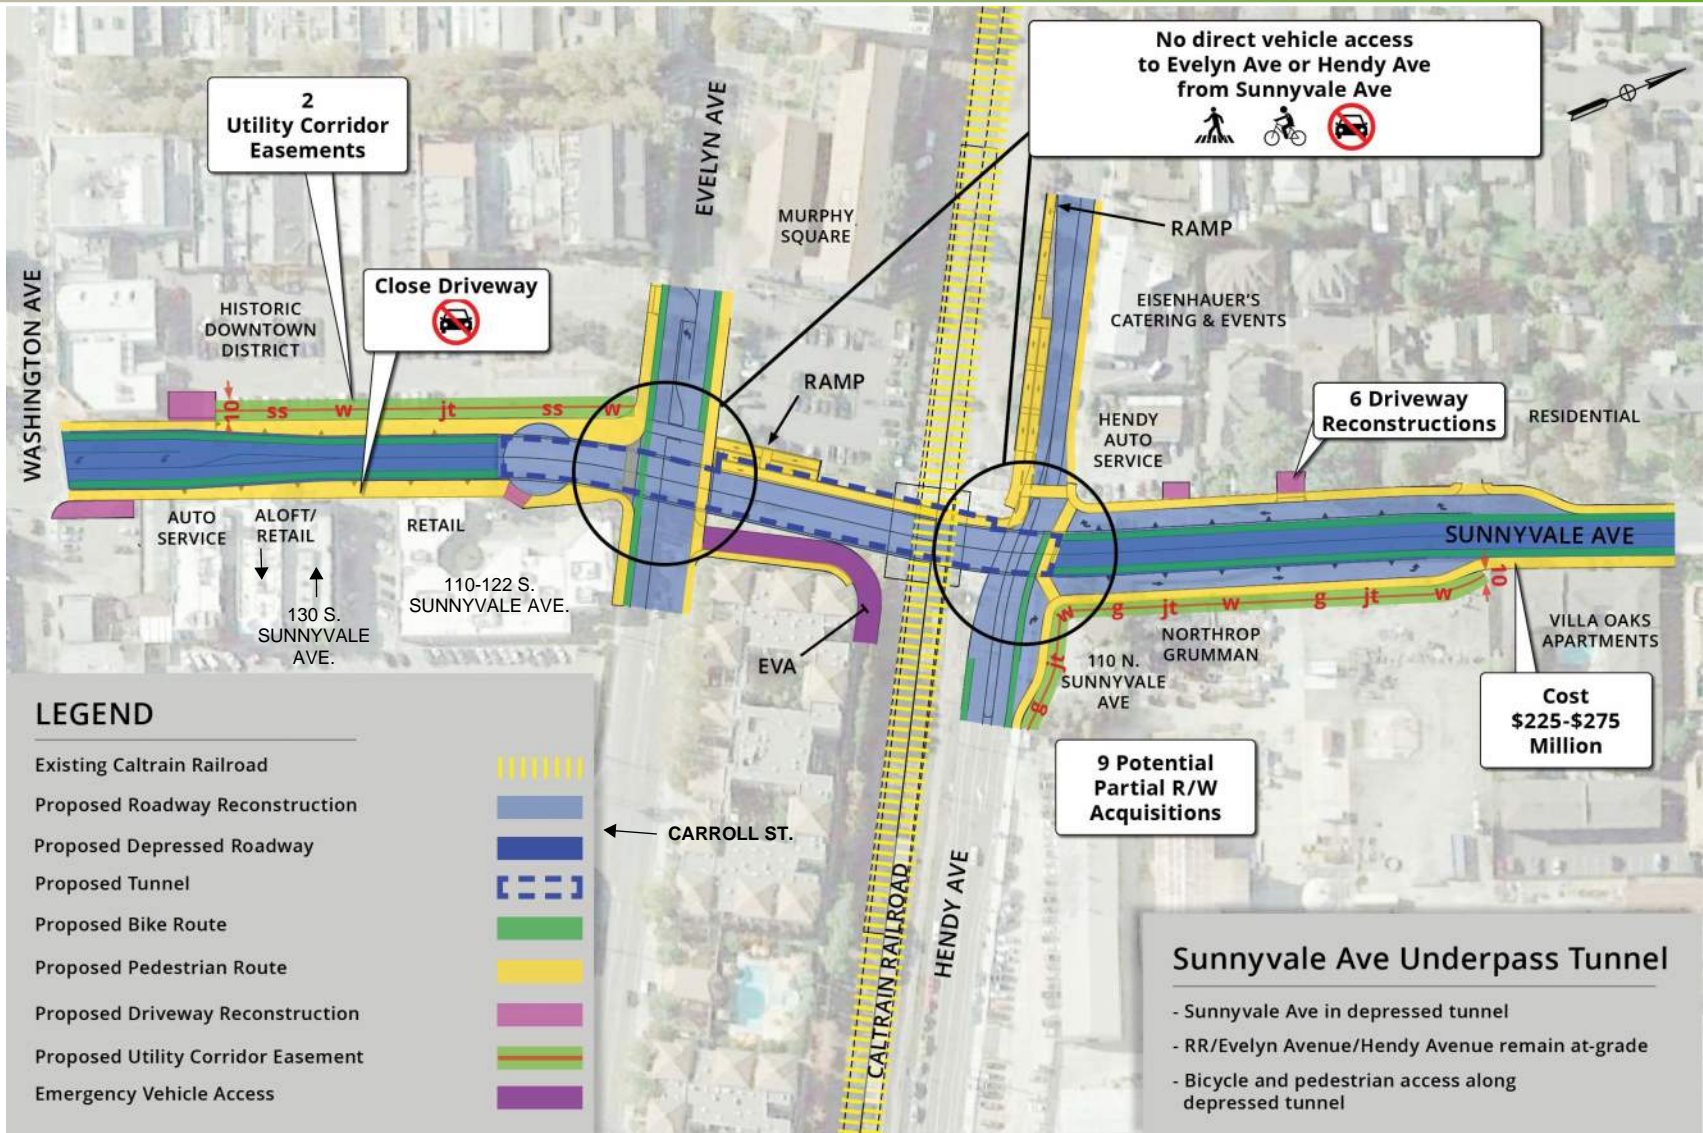 No direct vehicle access
to Evelyn Ave or Hendy Ave
from Sunnyvale Ave
2
Utility Corridor
Easements
EVELYN AVE
MURPHY
SQUARE
RAMP
Close Driveway
WASHINGTON AVE
HISTORIC
DOWNTOWN
DISTRICT
EISENHAUER'S
CATERING & EVENTS
RAMP
10
ss w jt ss w
HENDY
AUTO
SERVICE
6 Driveway
Reconstructions
RESIDENTIAL
AUTO
SERVICE
ALOFT/
RETAIL
RETAIL
SUNNYVALE AVE
110-122 S.
SUNNYVALE AVE.
130 S.
SUNNYVALE
AVE.
w g jt w g jt w
10
jt
g
NORTHROP
GRUMMAN
VILLA OAKS
APARTMENTS
EVA
110 N.
SUNNYVALE
AVE
Cost
$225-$275
Million
9 Potential
Partial R/W
Acquisitions
CARROLL ST.
CALTRAIN RAILROAD
HENDY AVE
LEGEND
Existing Caltrain Railroad
Proposed Roadway Reconstruction
Proposed Depressed Roadway
Proposed Tunnel
Proposed Bike Route
Proposed Pedestrian Route
Proposed Driveway Reconstruction
Proposed Utility Corridor Easement
Emergency Vehicle Access
Sunnyvale Ave Underpass Tunnel
- Sunnyvale Ave in depressed tunnel
- RR/Evelyn Avenue/Hendy Avenue remain at-grade
- Bicycle and pedestrian access along
depressed tunnel